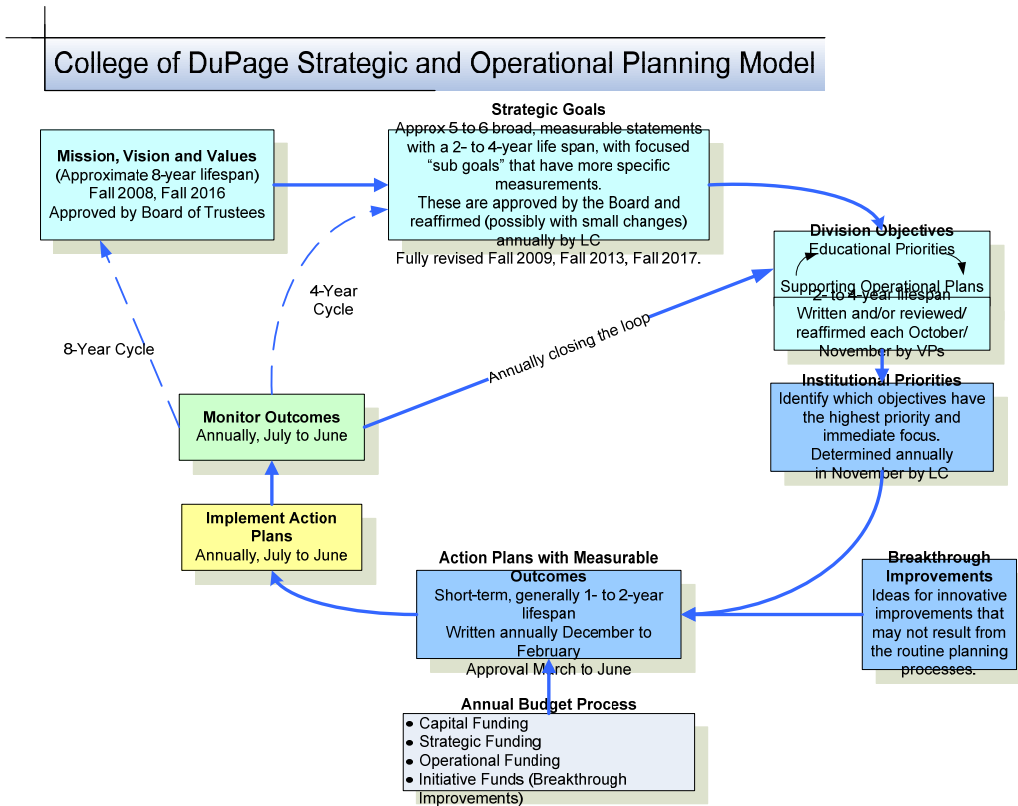 College of DuPage Strategic and Operational Planning Model
Strategic Goals
Approx 5 to 6 broad, measurable statements
with a 2- to 4-year life span, with focused
“sub goals” that have more specific
measurements.
These are approved by the Board and
reaffirmed (possibly with small changes)
annually by LC
Fully revised Fall 2009, Fall 2013, Fall 2017.
Mission, Vision and Values
(Approximate 8-year lifespan)
Fall 2008, Fall 2016
Approved by Board of Trustees
Division Objectives
Educational Priorities
Supporting Operational Plans
2- to 4-year lifespan
Written and/or reviewed/
reaffirmed each October/
November by VPs
4-Year
Cycle
8-Year Cycle
Annually closing the loop
Institutional Priorities
Identify which objectives have
the highest priority and
immediate focus.
Determined annually
in November by LC
Monitor Outcomes
Annually, July to June
Implement Action
Plans
Annually, July to June
Action Plans with Measurable
Outcomes
Short-term, generally 1- to 2-year
lifespan
Written annually December to
February
Approval March to June
Breakthrough
Improvements
Ideas for innovative
improvements that
may not result from
the routine planning
processes.
Annual Budget Process
• Capital Funding
• Strategic Funding
• Operational Funding
• Initiative Funds (Breakthrough
Improvements)